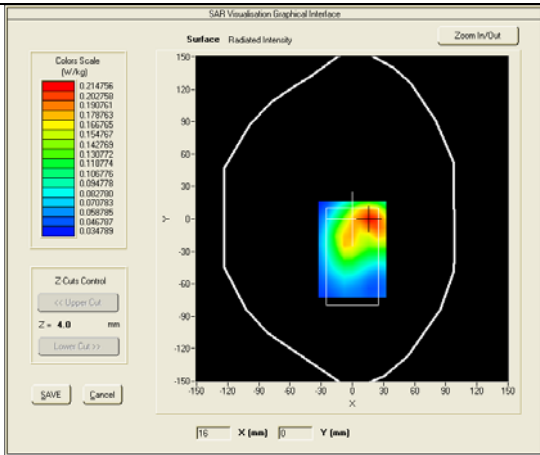 SAR Visualisation Graphical Interface
Surface Radiated Intensity
Zoom In/Out
Colors Scale
(W/kg)
0.214756
0.202758
0.190761
0.178763
0.166765
0.154767
0.142769
0.130772
0.118774
0.106776
0.094778
0.082780
0.070783
0.058785
0.046787
0.034789
Z-Cuts Control
<< Upper Cut
Z = 4.0 mm
Lower Cut >>
SAVE Cancel
150
120
90
60
30
0
-30
-60
-90
-120
-150
Y
-150 -120 -90 -60 -30 0 30 60 90 120 150
X
16 X (mm) 0 Y (mm)